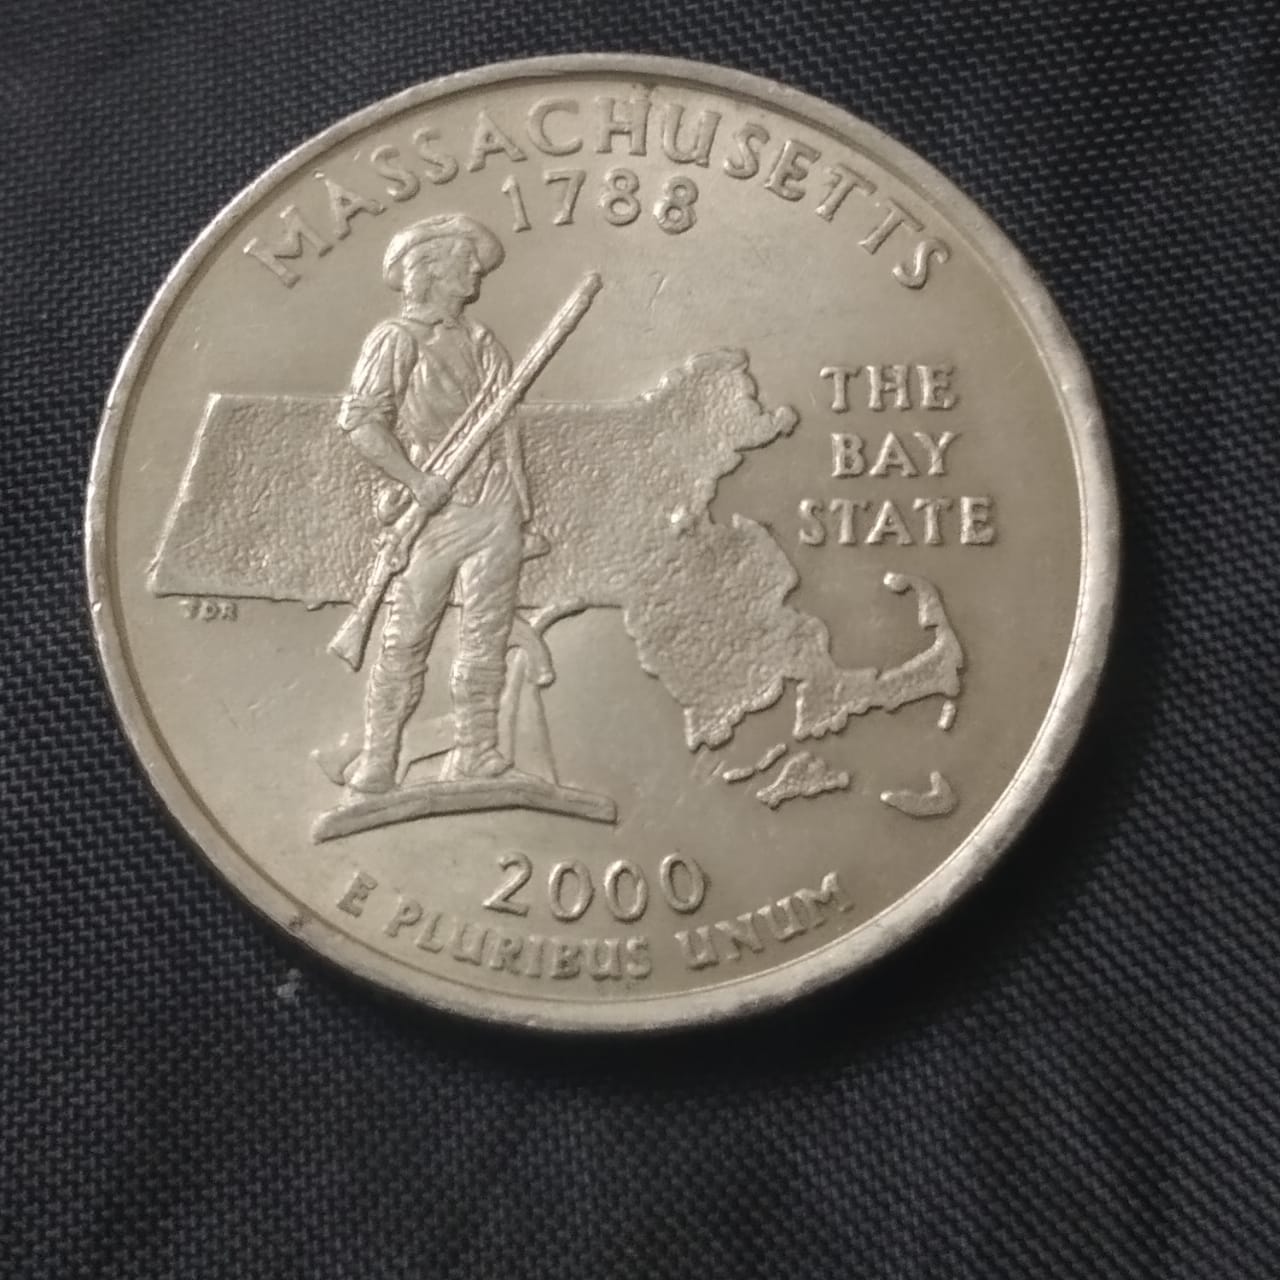 MASSACHUSETTS
1788
THE
BAY
STATE
TDR
2000
E PLURIBUS UNUM